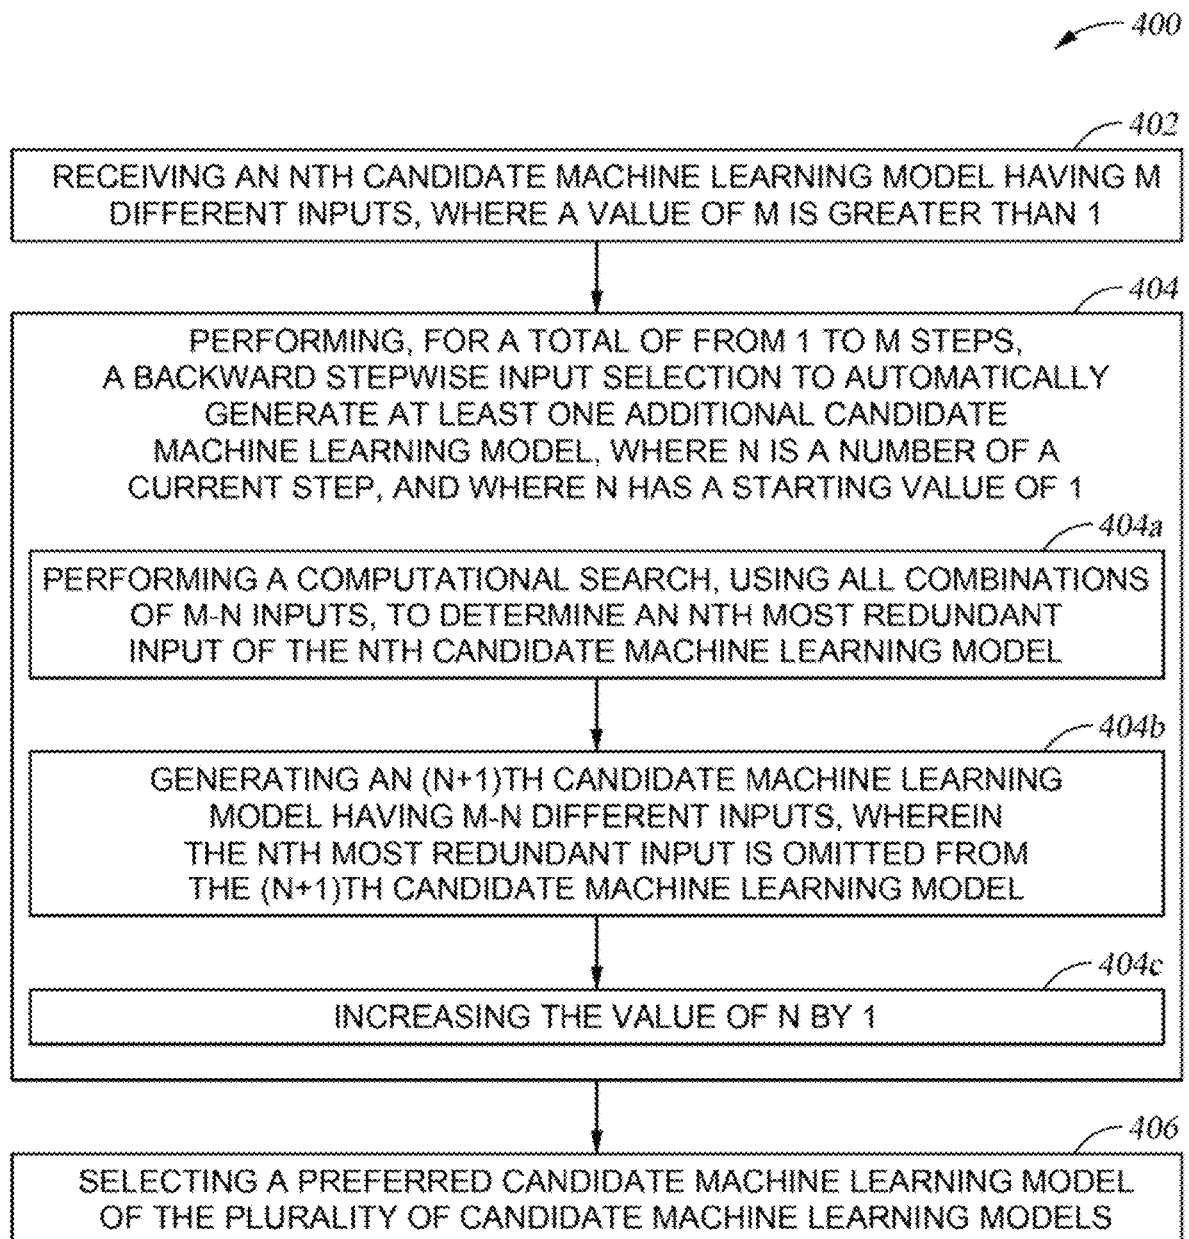 400
402
RECEIVING AN NTH CANDIDATE MACHINE LEARNING MODEL HAVING M
DIFFERENT INPUTS, WHERE A VALUE OF M IS GREATER THAN 1
404
PERFORMING, FOR A TOTAL OF FROM 1 TO M STEPS,
A BACKWARD STEPWISE INPUT SELECTION TO AUTOMATICALLY
GENERATE AT LEAST ONE ADDITIONAL CANDIDATE
MACHINE LEARNING MODEL, WHERE N IS A NUMBER OF A
CURRENT STEP, AND WHERE N HAS A STARTING VALUE OF 1
404a
PERFORMING A COMPUTATIONAL SEARCH, USING ALL COMBINATIONS
OF M-N INPUTS, TO DETERMINE AN NTH MOST REDUNDANT
INPUT OF THE NTH CANDIDATE MACHINE LEARNING MODEL
404b
GENERATING AN (N+1)TH CANDIDATE MACHINE LEARNING
MODEL HAVING M-N DIFFERENT INPUTS, WHEREIN
THE NTH MOST REDUNDANT INPUT IS OMITTED FROM
THE (N+1)TH CANDIDATE MACHINE LEARNING MODEL
404c
INCREASING THE VALUE OF N BY 1
406
SELECTING A PREFERRED CANDIDATE MACHINE LEARNING MODEL
OF THE PLURALITY OF CANDIDATE MACHINE LEARNING MODELS